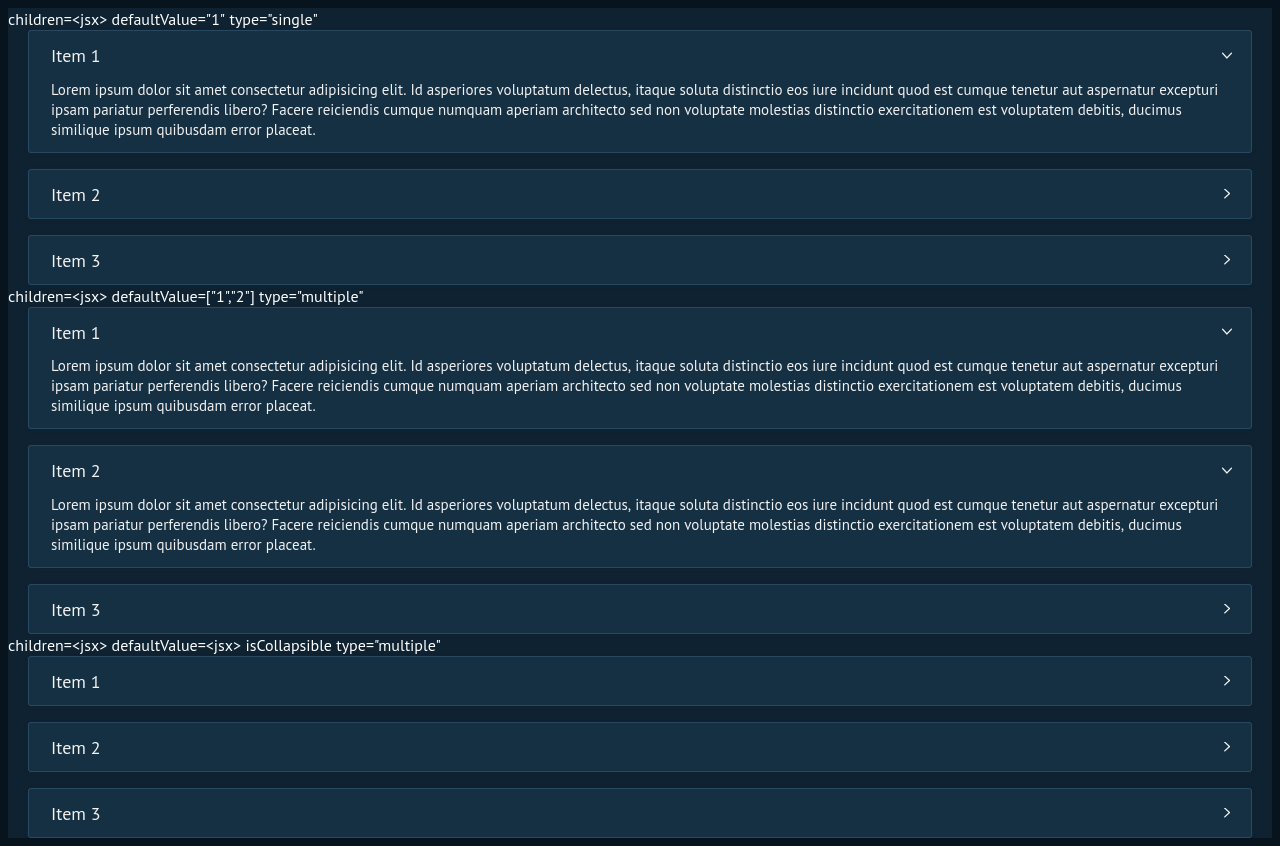 children=<jsx> defaultValue="1" type="single"
Item 1
Lorem ipsum dolor sit amet consectetur adipisicing elit. Id asperiores voluptatum delectus, itaque soluta distinctio eos iure incidunt quod est cumque tenetur aut aspernatur excepturi
ipsam pariatur perferendis libero? Facere reiciendis cumque numquam aperiam architecto sed non voluptate molestias distinctio exercitationem est voluptatem debitis, ducimus
similique ipsum quibusdam error placeat.
Item 2
Item 3
children=<jsx> defaultValue=["1","2"] type="multiple"
Item 1
Lorem ipsum dolor sit amet consectetur adipisicing elit. Id asperiores voluptatum delectus, itaque soluta distinctio eos iure incidunt quod est cumque tenetur aut aspernatur excepturi
ipsam pariatur perferendis libero? Facere reiciendis cumque numquam aperiam architecto sed non voluptate molestias distinctio exercitationem est voluptatem debitis, ducimus
similique ipsum quibusdam error placeat.
Item 2
Lorem ipsum dolor sit amet consectetur adipisicing elit. Id asperiores voluptatum delectus, itaque soluta distinctio eos iure incidunt quod est cumque tenetur aut aspernatur excepturi
ipsam pariatur perferendis libero? Facere reiciendis cumque numquam aperiam architecto sed non voluptate molestias distinctio exercitationem est voluptatem debitis, ducimus
similique ipsum quibusdam error placeat.
Item 3
children=<jsx> defaultValue=<jsx> isCollapsible type="multiple"
Item 1
Item 2
Item 3